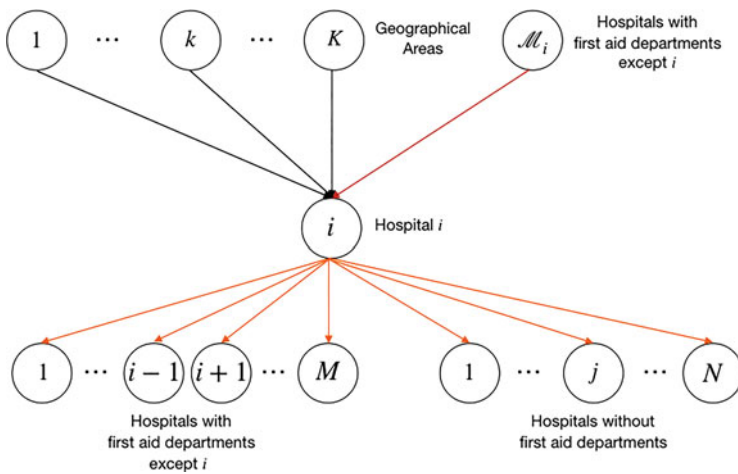 1 ⋯ k ⋯ K Geographical
Areas
ℳᵢ Hospitals with
first aid departments
except i
i Hospital i
1 ⋯ i−1 i+1 ⋯ M
Hospitals with
first aid departments
except i
1 ⋯ j ⋯ N
Hospitals without
first aid departments